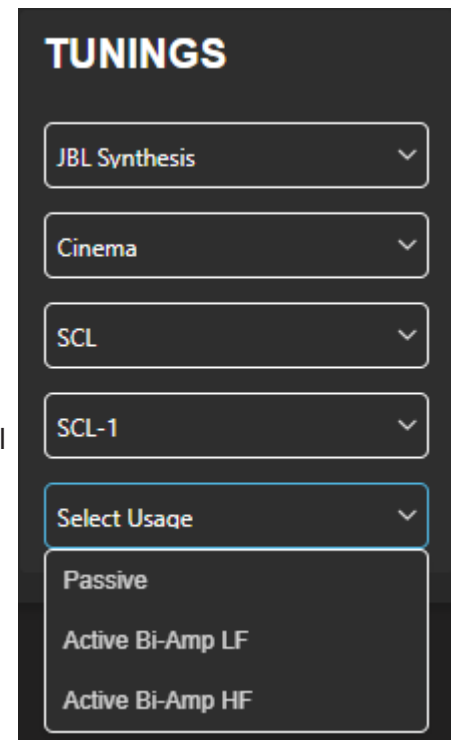 TUNINGS
JBL Synthesis
Cinema
SCL
l
SCL-1
Select Usage
Passive
Active Bi-Amp LF
Active Bi-Amp HF